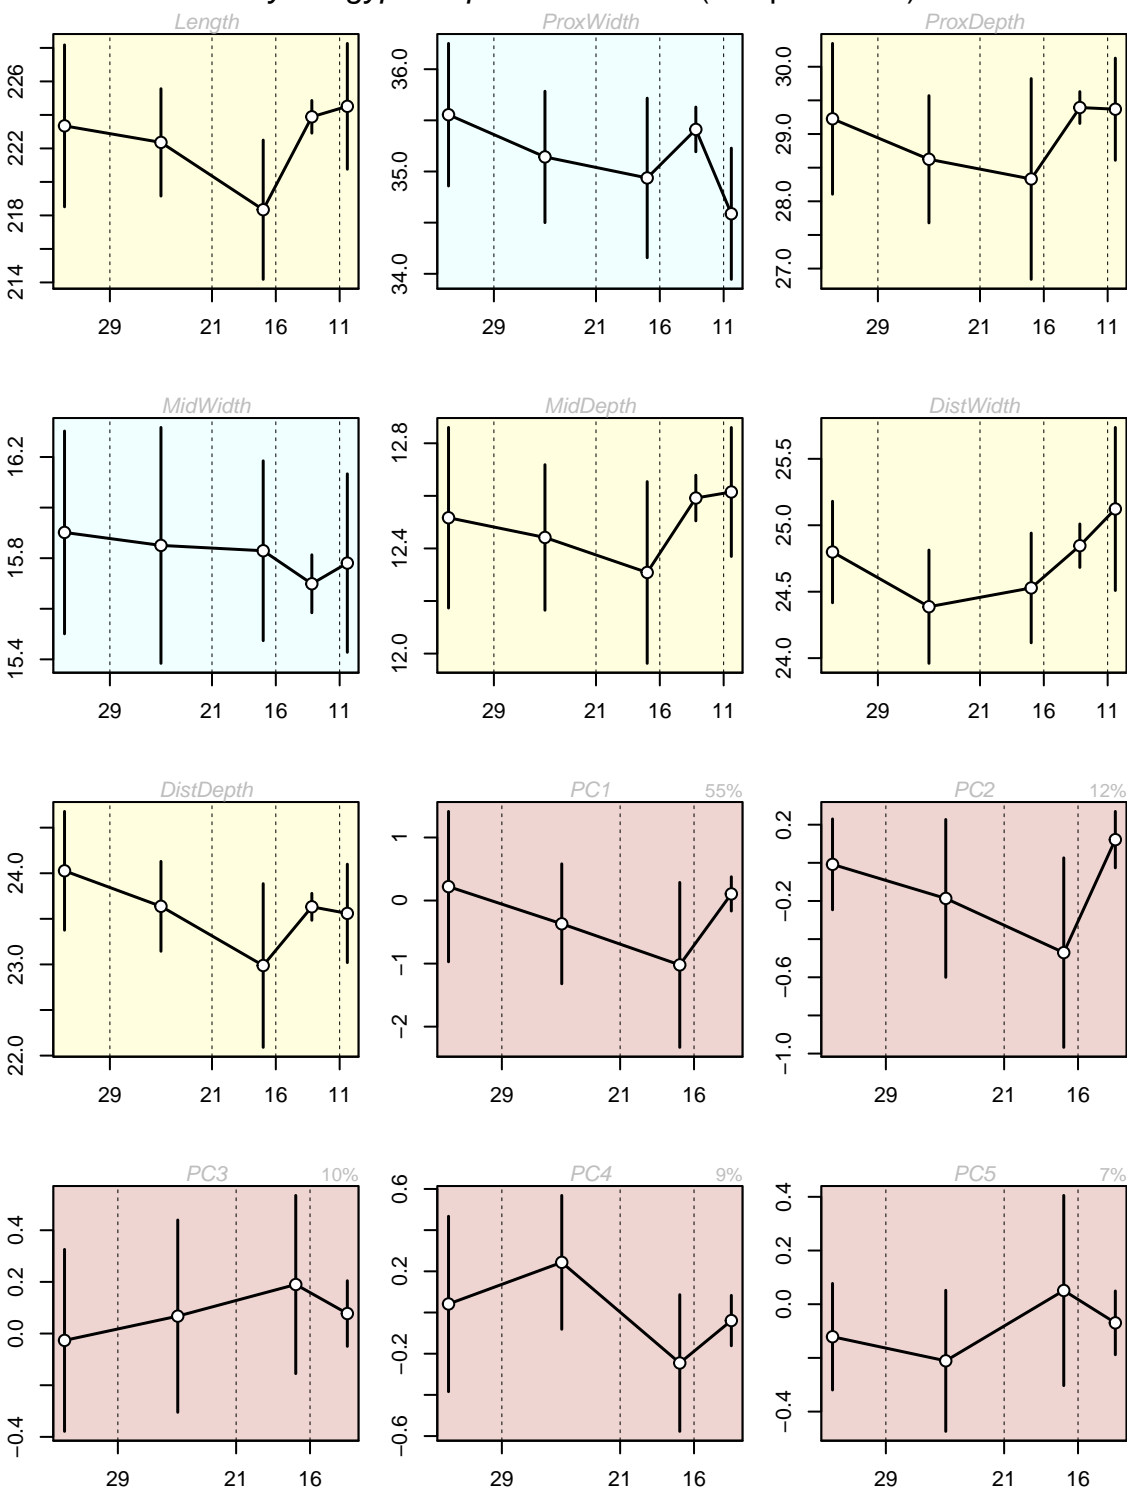 Length ProxWidth ProxDepth
214 218 222 226 34.0 35.0 36.0 27.0 28.0 29.0 30.0
29 21 16 11 29 21 16 11 29 21 16 11
MidWidth MidDepth DistWidth
15.4 15.8 16.2 12.0 12.4 12.8 24.0 24.5 25.0 25.5
29 21 16 11 29 21 16 11 29 21 16 11
DistDepth PC1 55% PC2 12%
22.0 23.0 24.0 −2 −1 0 1 −1.0 −0.6 −0.2 0.2
29 21 16 11 29 21 16 29 21 16
PC3 10% PC4 9% PC5 7%
−0.4 0.0 0.2 0.4 −0.6 −0.2 0.2 0.6 −0.4 0.0 0.2 0.4
29 21 16 29 21 16 29 21 16